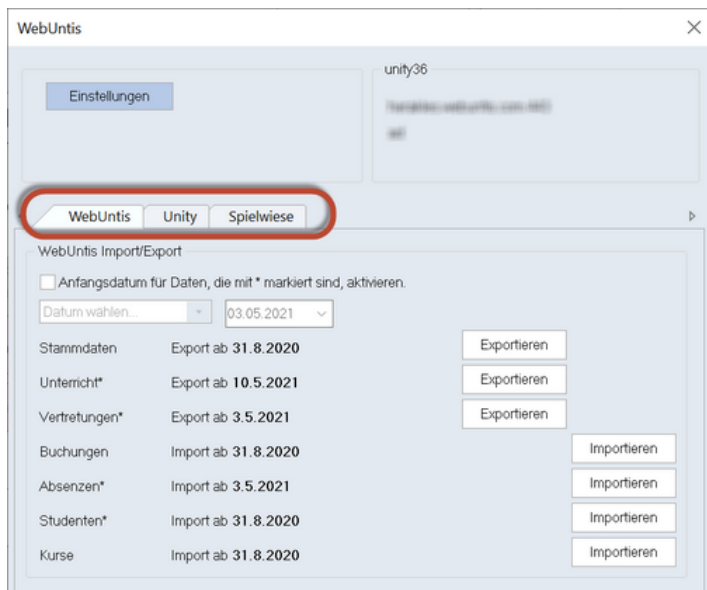 WebUntis
unity36
Einstellungen
WebUntis Unity Spielwiese
WebUntis Import/Export
Anfangsdatum für Daten, die mit * markiert sind, aktivieren.
Datum wählen... 03.05.2021
Stammdaten Export ab 31.8.2020 Exportieren
Unterricht* Export ab 10.5.2021 Exportieren
Vertretungen* Export ab 3.5.2021 Exportieren
Buchungen Import ab 31.8.2020 Importieren
Absenzen* Import ab 3.5.2021 Importieren
Studenten* Import ab 31.8.2020 Importieren
Kurse Import ab 31.8.2020 Importieren